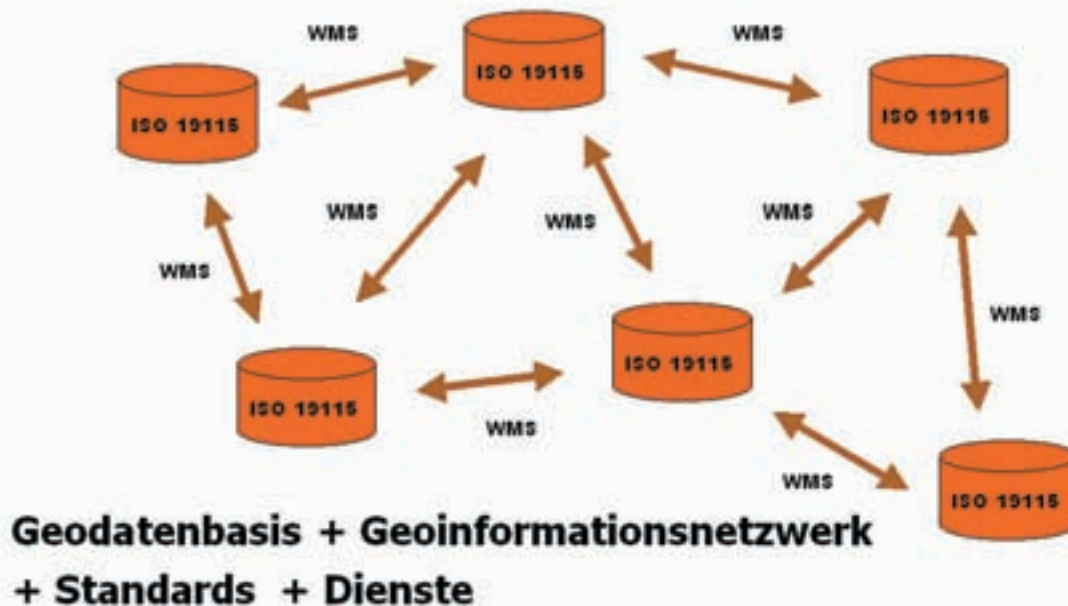 WMS
WMS
ISO 19115
ISO 19115
ISO 19115
WMS
WMS
WMS
WMS
WMS
ISO 19115
ISO 19115
WMS
WMS
ISO 19115
Geodatenbasis + Geoinformationsnetzwerk
+ Standards + Dienste